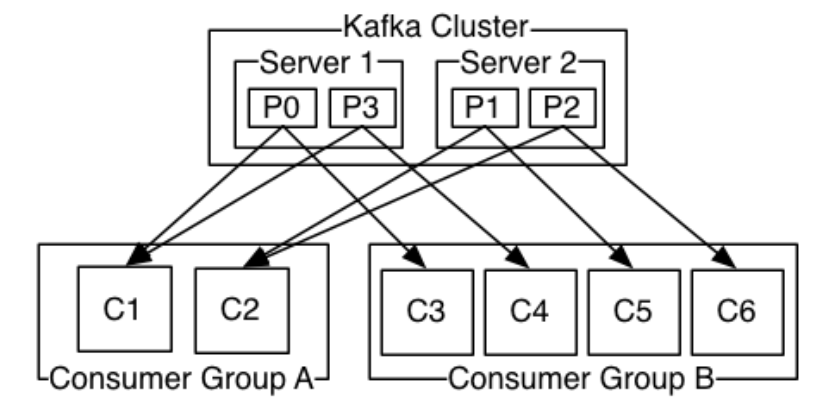 Kafka Cluster
Server 1
Server 2
P0
P3
P1
P2
C1
C2
C3
C4
C5
C6
Consumer Group A
Consumer Group B